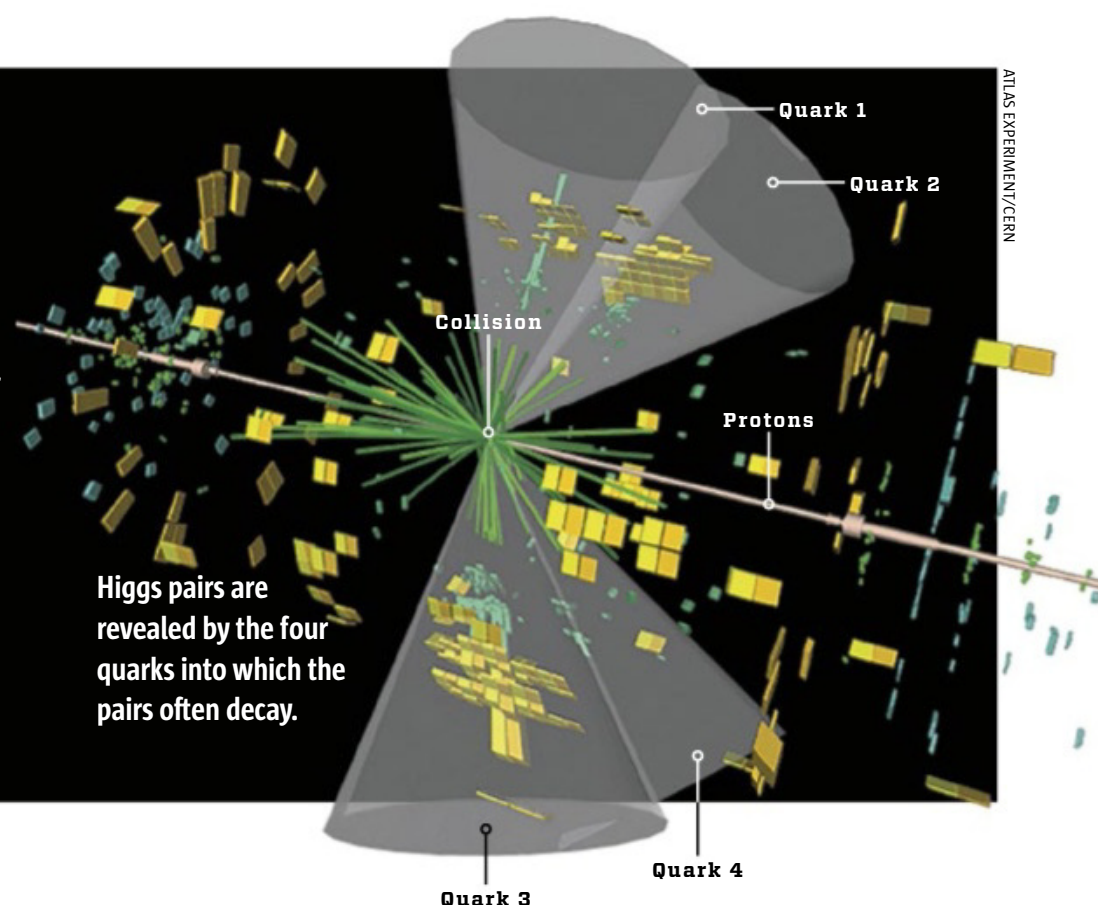 ATLAS EXPERIMENT/CERN
Quark 1
Quark 2
Collision
Protons
Higgs pairs are
revealed by the four
quarks into which the
pairs often decay.
Quark 4
Quark 3